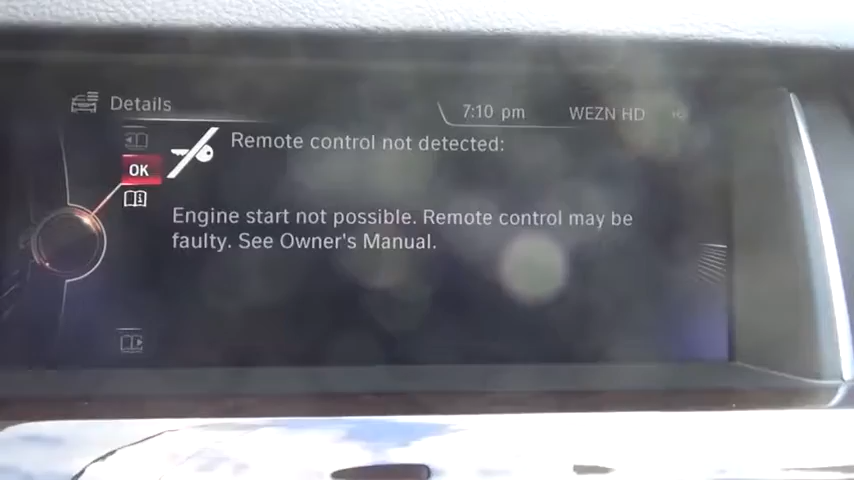 Details
7:10 pm
WEZN HD
Remote control not detected:
OK
Engine start not possible. Remote control may be
faulty. See Owner's Manual.